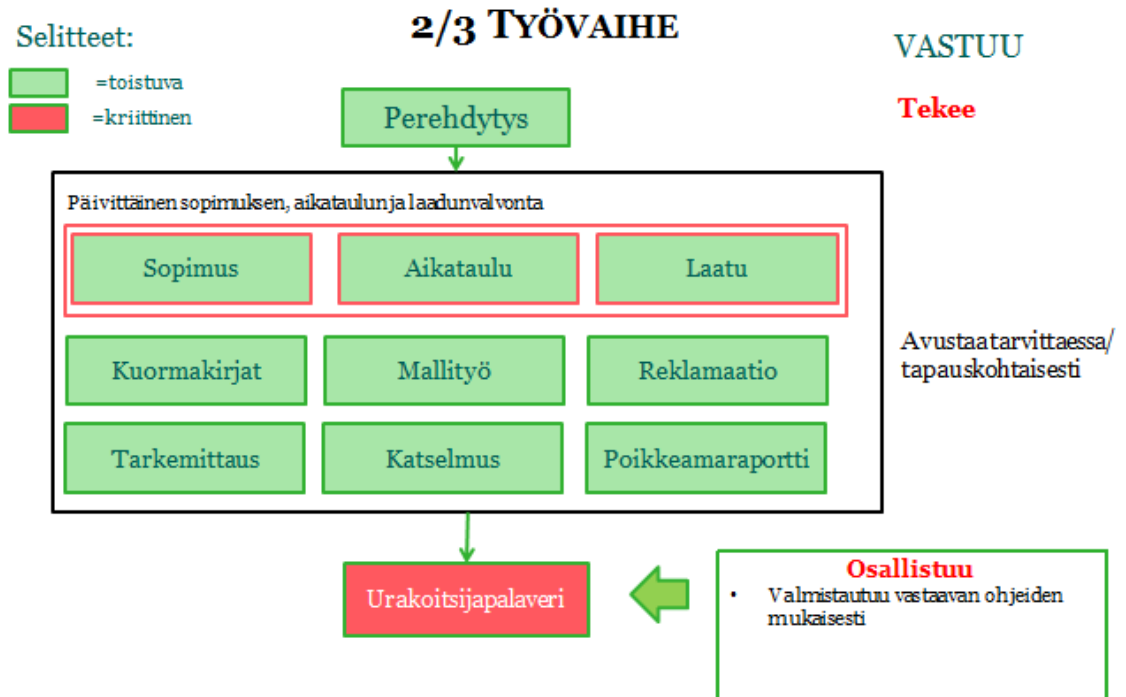 2/3 TYÖVAIHE
Selitteet:
=toistuva
=kriittinen
VASTUU
Tekee
Perehdytys
Päivittäinen sopimuksen, aikataulun ja laadunvalvonta
Sopimus
Aikataulu
Laatu
Kuormakirjat
Mallityö
Reklamaatio
Avustaa tarvittaessa/
tapauskohtaisesti
Tarkemittaus
Katselmus
Poikkeamaraportti
Urakoitsijapalaveri
Osallistuu
• Valmistautuu vastaavan ohjeiden
mukaisesti